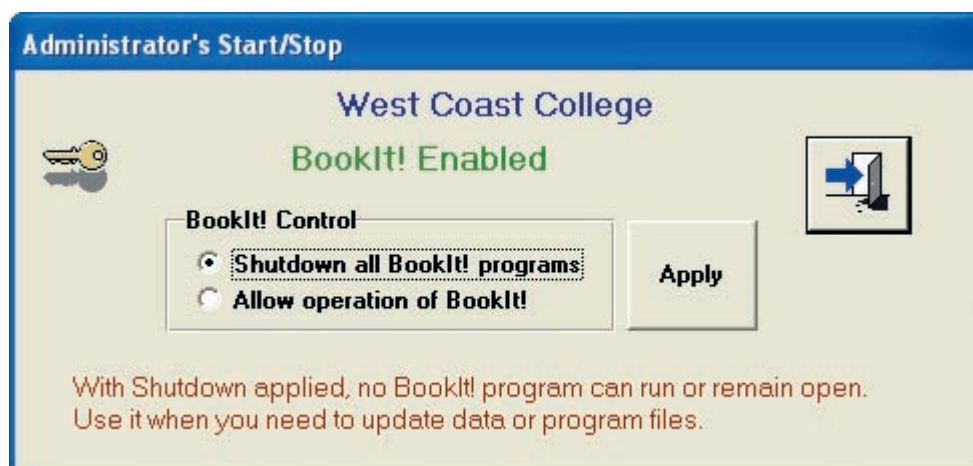 Administrator's Start/Stop
West Coast College
BookIt! Enabled
BookIt! Control
Shutdown all BookIt! programs
Allow operation of BookIt!
Apply
With Shutdown applied, no BookIt! program can run or remain open.
Use it when you need to update data or program files.